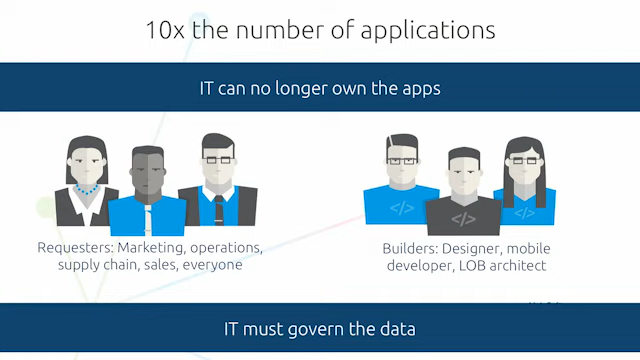 10x the number of applications
IT can no longer own the apps
</>
</>
</>
Requesters: Marketing, operations,
supply chain, sales, everyone
Builders: Designer, mobile
developer, LOB architect
IT must govern the data